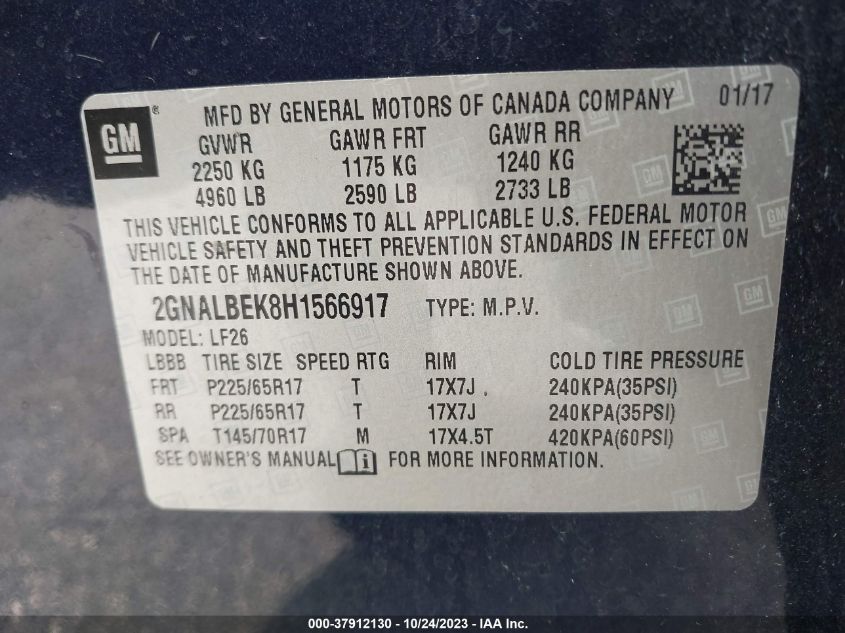 GM ® MFD BY GENERAL MOTORS OF CANADA COMPANY 01/17
GVWR GAWR FRT GAWR RR
2250 KG 1175 KG 1240 KG
4960 LB 2590 LB 2733 LB
THIS VEHICLE CONFORMS TO ALL APPLICABLE U.S. FEDERAL MOTOR
VEHICLE SAFETY AND THEFT PREVENTION STANDARDS IN EFFECT ON
THE DATE OF MANUFACTURE SHOWN ABOVE.
2GNALBEK8H1566917 TYPE: M.P.V.
MODEL: LF26
LBBB TIRE SIZE SPEED RTG RIM COLD TIRE PRESSURE
FRT P225/65R17 T 17X7J 240KPA(35PSI)
RR P225/65R17 T 17X7J 240KPA(35PSI)
SPA T145/70R17 M 17X4.5T 420KPA(60PSI)
SEE OWNER'S MANUAL i FOR MORE INFORMATION.
000-37912130 - 10/24/2023 - IAA Inc.